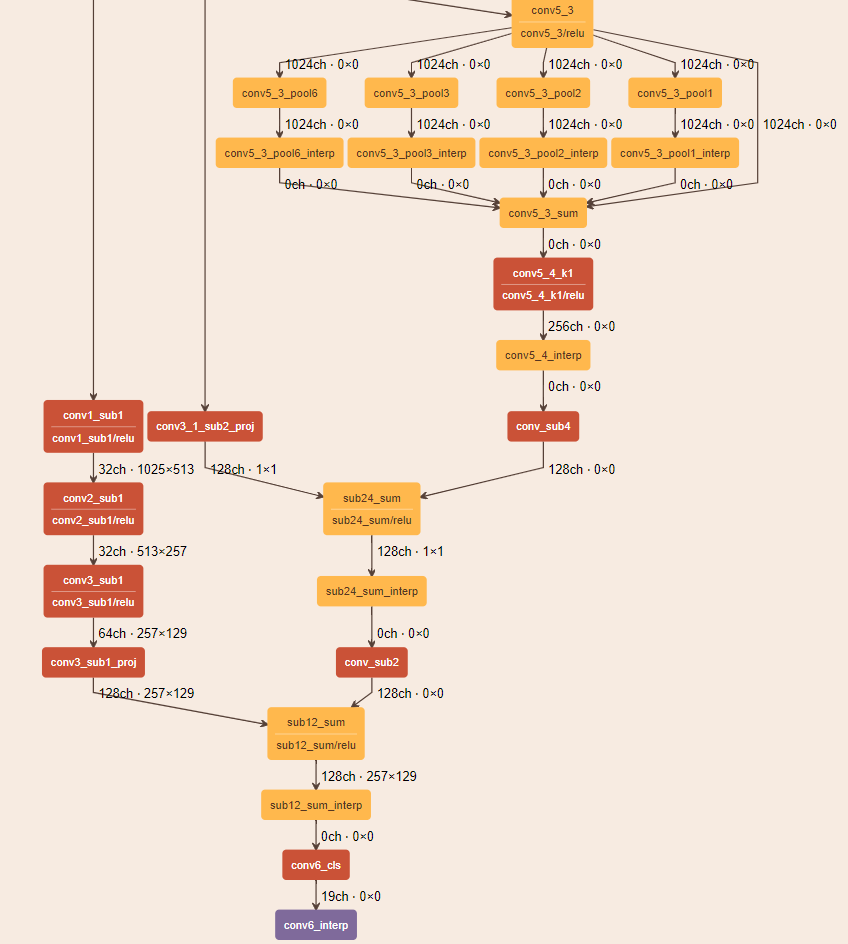 conv5_3
conv5_3/relu
1024ch · 0×0 1024ch · 0×0 1024ch · 0×0 1024ch · 0×0
conv5_3_pool6 conv5_3_pool3 conv5_3_pool2 conv5_3_pool1
1024ch · 0×0 1024ch · 0×0 1024ch · 0×0 1024ch · 0×0 1024ch · 0×0
conv5_3_pool6_interp conv5_3_pool3_interp conv5_3_pool2_interp conv5_3_pool1_interp
0ch · 0×0 0ch · 0×0 0ch · 0×0 0ch · 0×0
conv5_3_sum
0ch · 0×0
conv5_4_k1
conv5_4_k1/relu
256ch · 0×0
conv5_4_interp
0ch · 0×0
conv1_sub1
conv1_sub1/relu
conv3_1_sub2_proj
conv_sub4
32ch · 1025×513 128ch · 1×1 128ch · 0×0
conv2_sub1
conv2_sub1/relu
sub24_sum
sub24_sum/relu
32ch · 513×257 128ch · 1×1
conv3_sub1
conv3_sub1/relu
sub24_sum_interp
64ch · 257×129 0ch · 0×0
conv3_sub1_proj conv_sub2
128ch · 257×129 128ch · 0×0
sub12_sum
sub12_sum/relu
128ch · 257×129
sub12_sum_interp
0ch · 0×0
conv6_cls
19ch · 0×0
conv6_interp